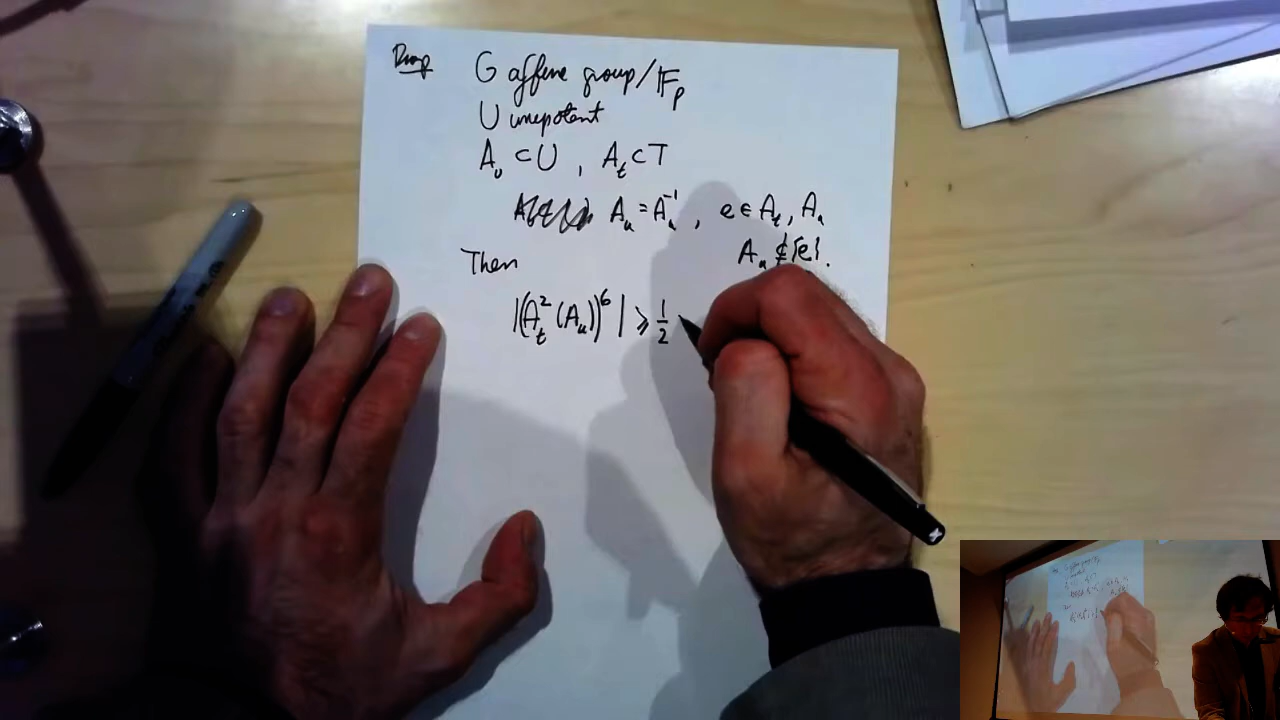 Prop G affine group/𝔽_p
U unipotent
A_u ⊂ U , A_t ⊂ T
A_u = A_u^{-1} , e ∈ A_t, A_u
A_u ⊄ {e}.
Then
|(A_t^2 (A_u))^6| ⩾ 1/2